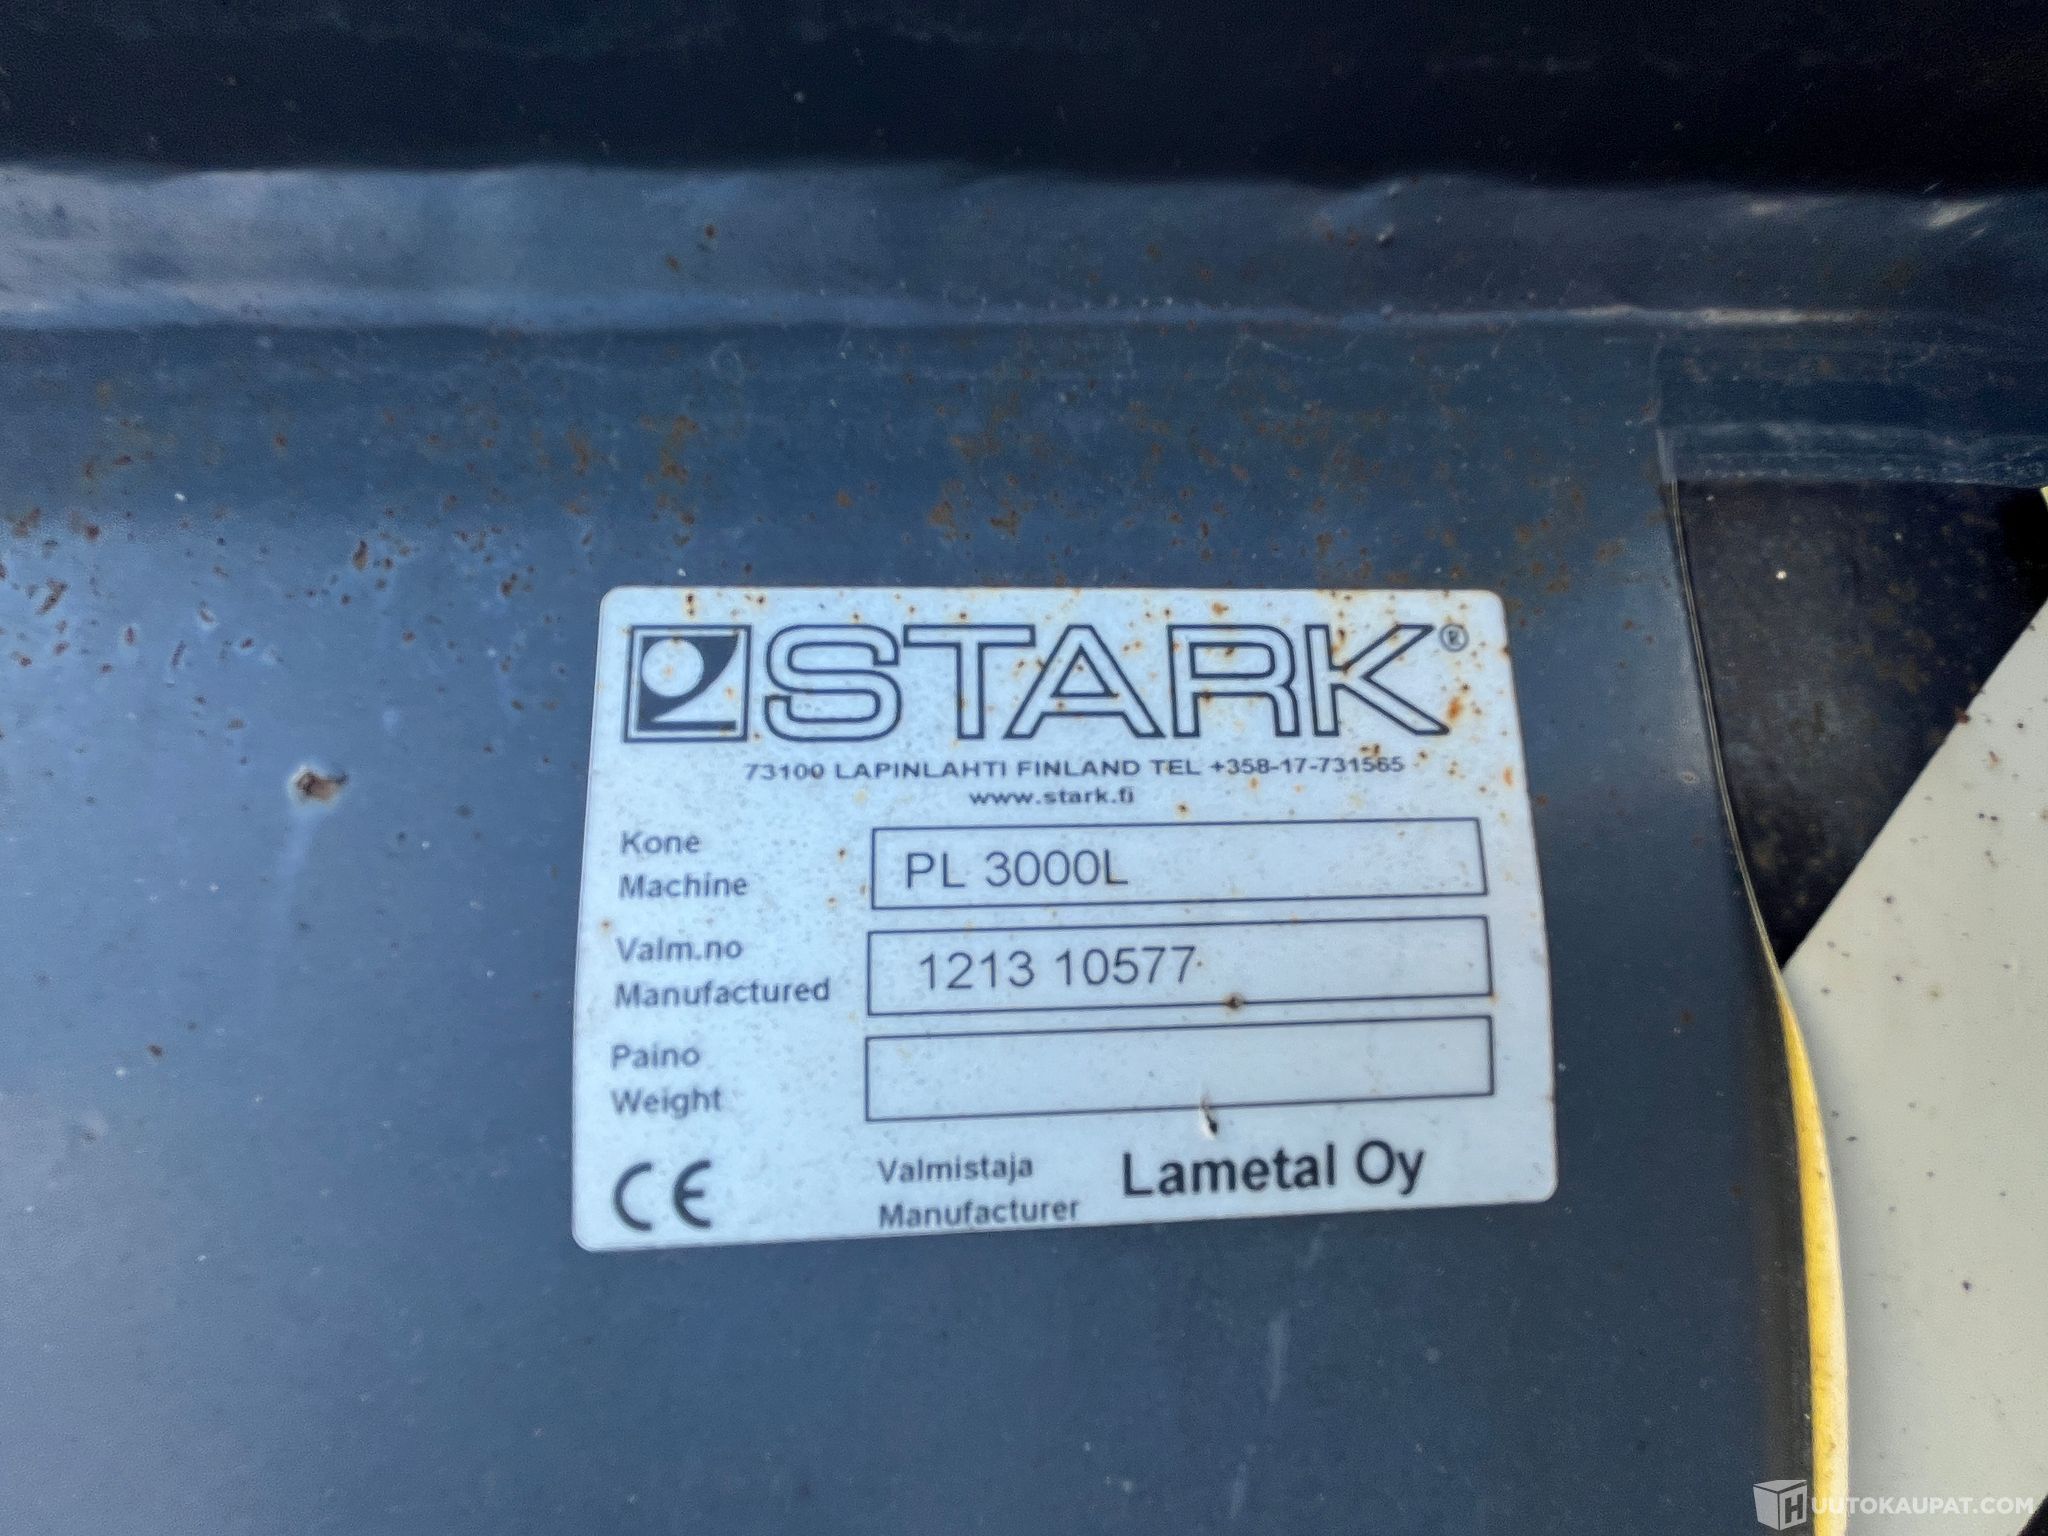 STARK®
73100 LAPINLAHTI FINLAND TEL +358-17-731565
www.stark.fi
Kone
Machine
PL 3000L
Valm.no
Manufactured
1213 10577
Paino
Weight
CE
Valmistaja
Manufacturer
Lametal Oy
HUUTOKAUPAT.COM